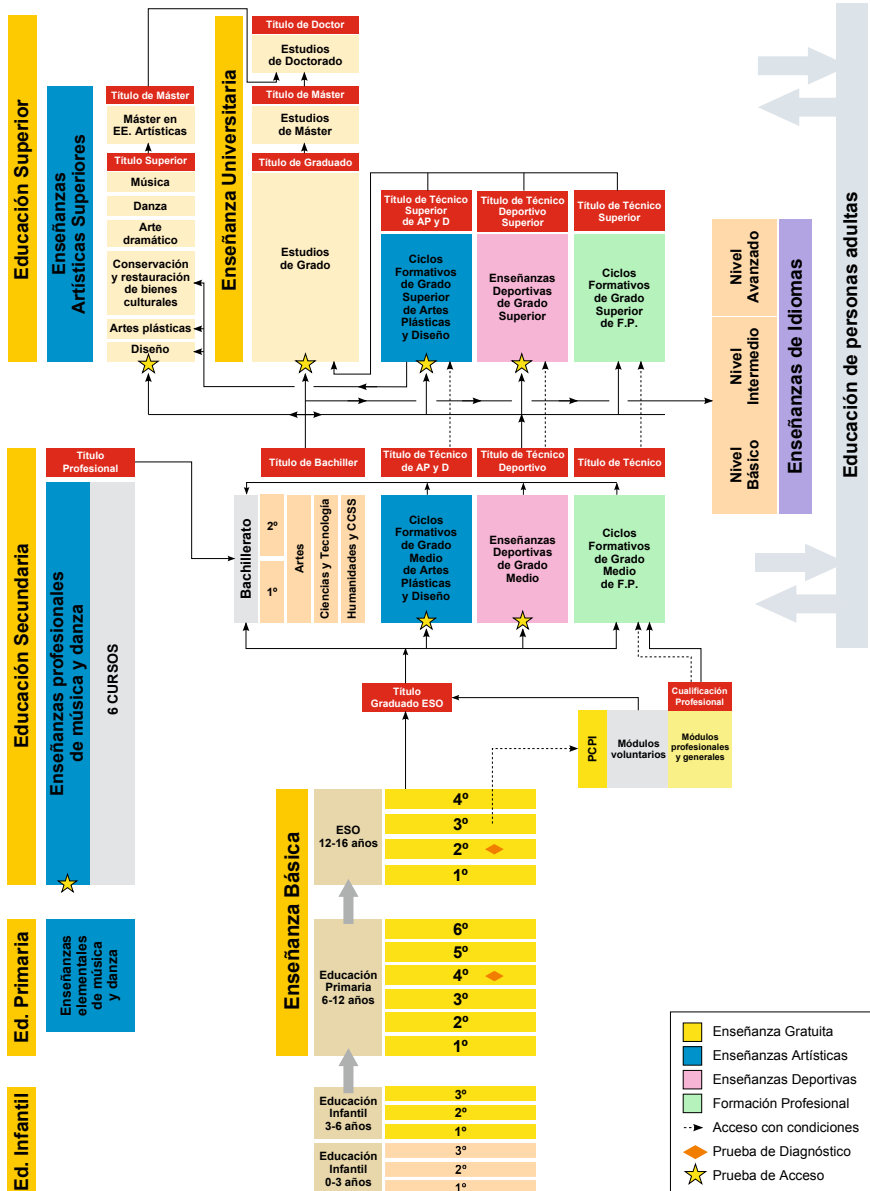 Educación Superior
Enseñanzas
Artísticas Superiores
Título de Máster
Máster en
EE. Artísticas
Título Superior
Música
Danza
Arte
dramático
Conservación
y restauración
de bienes
culturales
Artes plásticas
Diseño
Enseñanza Universitaria
Título de Doctor
Estudios
de Doctorado
Título de Máster
Estudios
de Máster
Título de Graduado
Estudios
de Grado
Título de Técnico
Superior
de AP y D
Ciclos
Formativos
de Grado
Superior
de Artes
Plásticas
y Diseño
Título de Técnico
Deportivo
Superior
Enseñanzas
Deportivas
de Grado
Superior
Título de Técnico
Superior
Ciclos
Formativos
de Grado
Superior
de F.P.
Nivel
Avanzado
Nivel
Intermedio
Nivel
Básico
Enseñanzas de Idiomas
Educación de personas adultas
Educación Secundaria
Título
Profesional
Enseñanzas profesionales
de música y danza
6 CURSOS
Título de Bachiller
Bachillerato
2º
1º
Artes
Ciencias y Tecnología
Humanidades y CCSS
Título de Técnico
de AP y D
Ciclos
Formativos
de Grado
Medio
de Artes
Plásticas
y Diseño
Título de Técnico
Deportivo
Enseñanzas
Deportivas
de Grado
Medio
Título de Técnico
Ciclos
Formativos
de Grado
Medio
de F.P.
Título
Graduado ESO
Cualificación
Profesional
PCPI
Módulos
voluntarios
Módulos
profesionales
y generales
Enseñanza Básica
ESO
12-16 años
4º
3º
2º
1º
Ed. Primaria
Enseñanzas
elementales
de música
y danza
Educación
Primaria
6-12 años
6º
5º
4º
3º
2º
1º
Ed. Infantil
Educación
Infantil
3-6 años
3º
2º
1º
Educación
Infantil
0-3 años
3º
2º
1º
Enseñanza Gratuita
Enseñanzas Artísticas
Enseñanzas Deportivas
Formación Profesional
Acceso con condiciones
Prueba de Diagnóstico
Prueba de Acceso